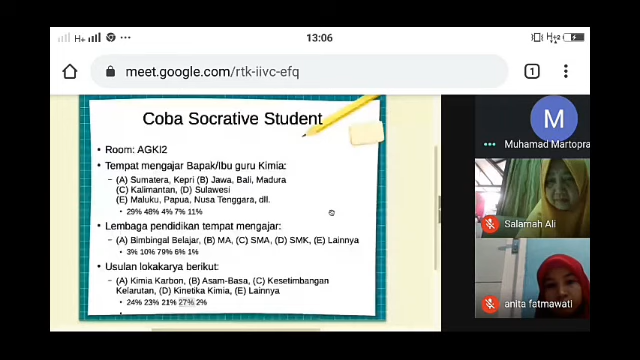 H+ 13:06 H+
meet.google.com/rtk-iivc-efq 1
Coba Socrative Student
• Room: AGKI2
• Tempat mengajar Bapak/Ibu guru Kimia:
– (A) Sumatera, Kepri (B) Jawa, Bali, Madura
(C) Kalimantan, (D) Sulawesi
(E) Maluku, Papua, Nusa Tenggara, dll.
• 29% 48% 4% 7% 11%
• Lembaga pendidikan tempat mengajar:
– (A) Bimbingal Belajar, (B) MA, (C) SMA, (D) SMK, (E) Lainnya
• 3% 10% 79% 6% 1%
• Usulan lokakarya berikut:
– (A) Kimia Karbon, (B) Asam-Basa, (C) Kesetimbangan
Kelarutan, (D) Kinetika Kimia, (E) Lainnya
• 24% 23% 21% 27% 2%
M
Muhamad Martopra
Salamah Ali
anita fatmawati